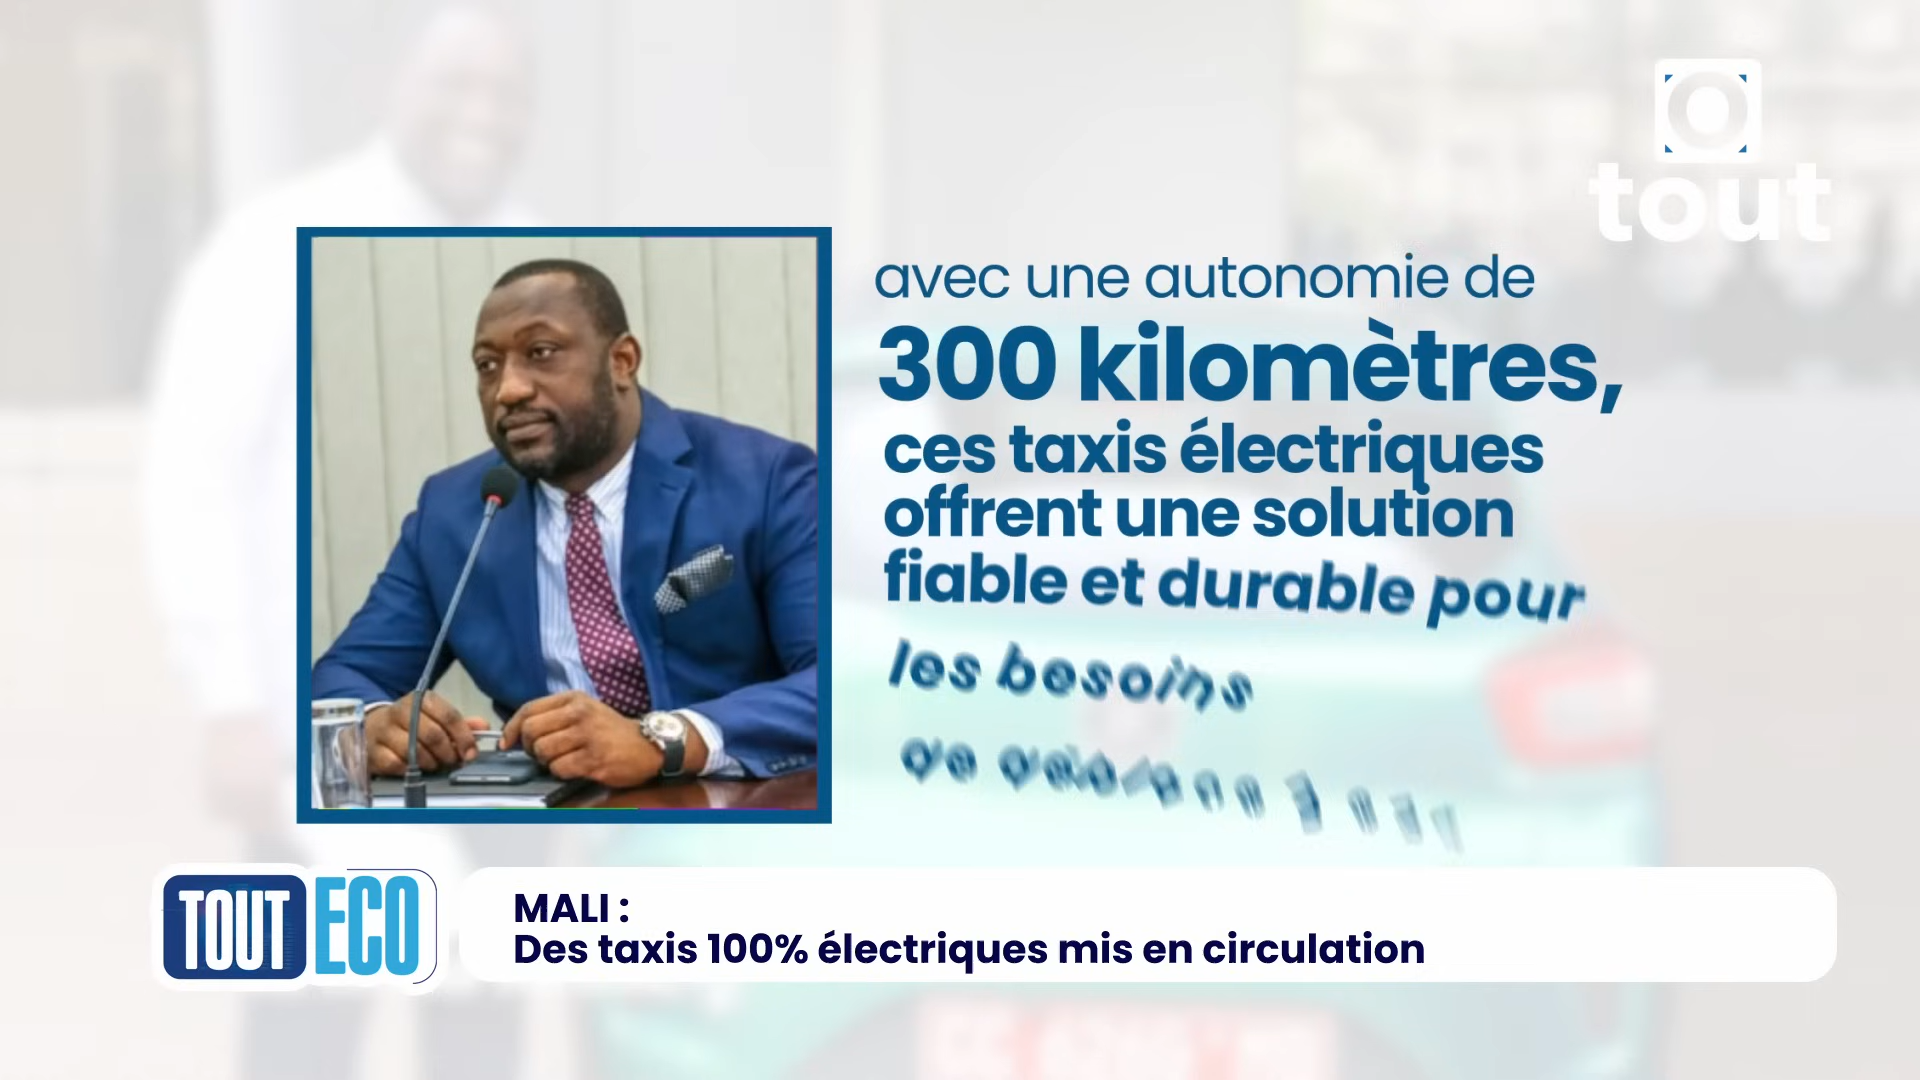 O
tout
avec une autonomie de
300 kilomètres,
ces taxis électriques
offrent une solution
fiable et durable pour
les besoins
TOUT ECO
MALI :
Des taxis 100% électriques mis en circulation